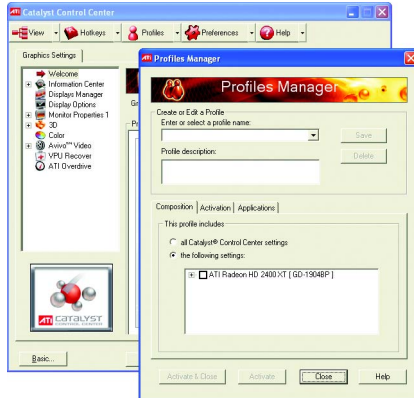 Catalyst Control Center
View
Hotkeys
Profiles
Preferences
Help
Graphics Settings
Welcome
Information Center
Displays Manager
Display Options
Monitor Properties 1
3D
Color
Avivo™ Video
VPU Recover
ATI Overdrive
ATI CATALYST
CONTROL CENTER
Basic...
Profiles Manager
Profiles Manager
Create or Edit a Profile
Enter or select a profile name:
Save
Profile description:
Delete
Composition
Activation
Applications
This profile includes
all Catalyst® Control Center settings
the following settings:
ATI Radeon HD 2400 XT [ GD-1904BP ]
Activate & Close
Activate
Close
Help